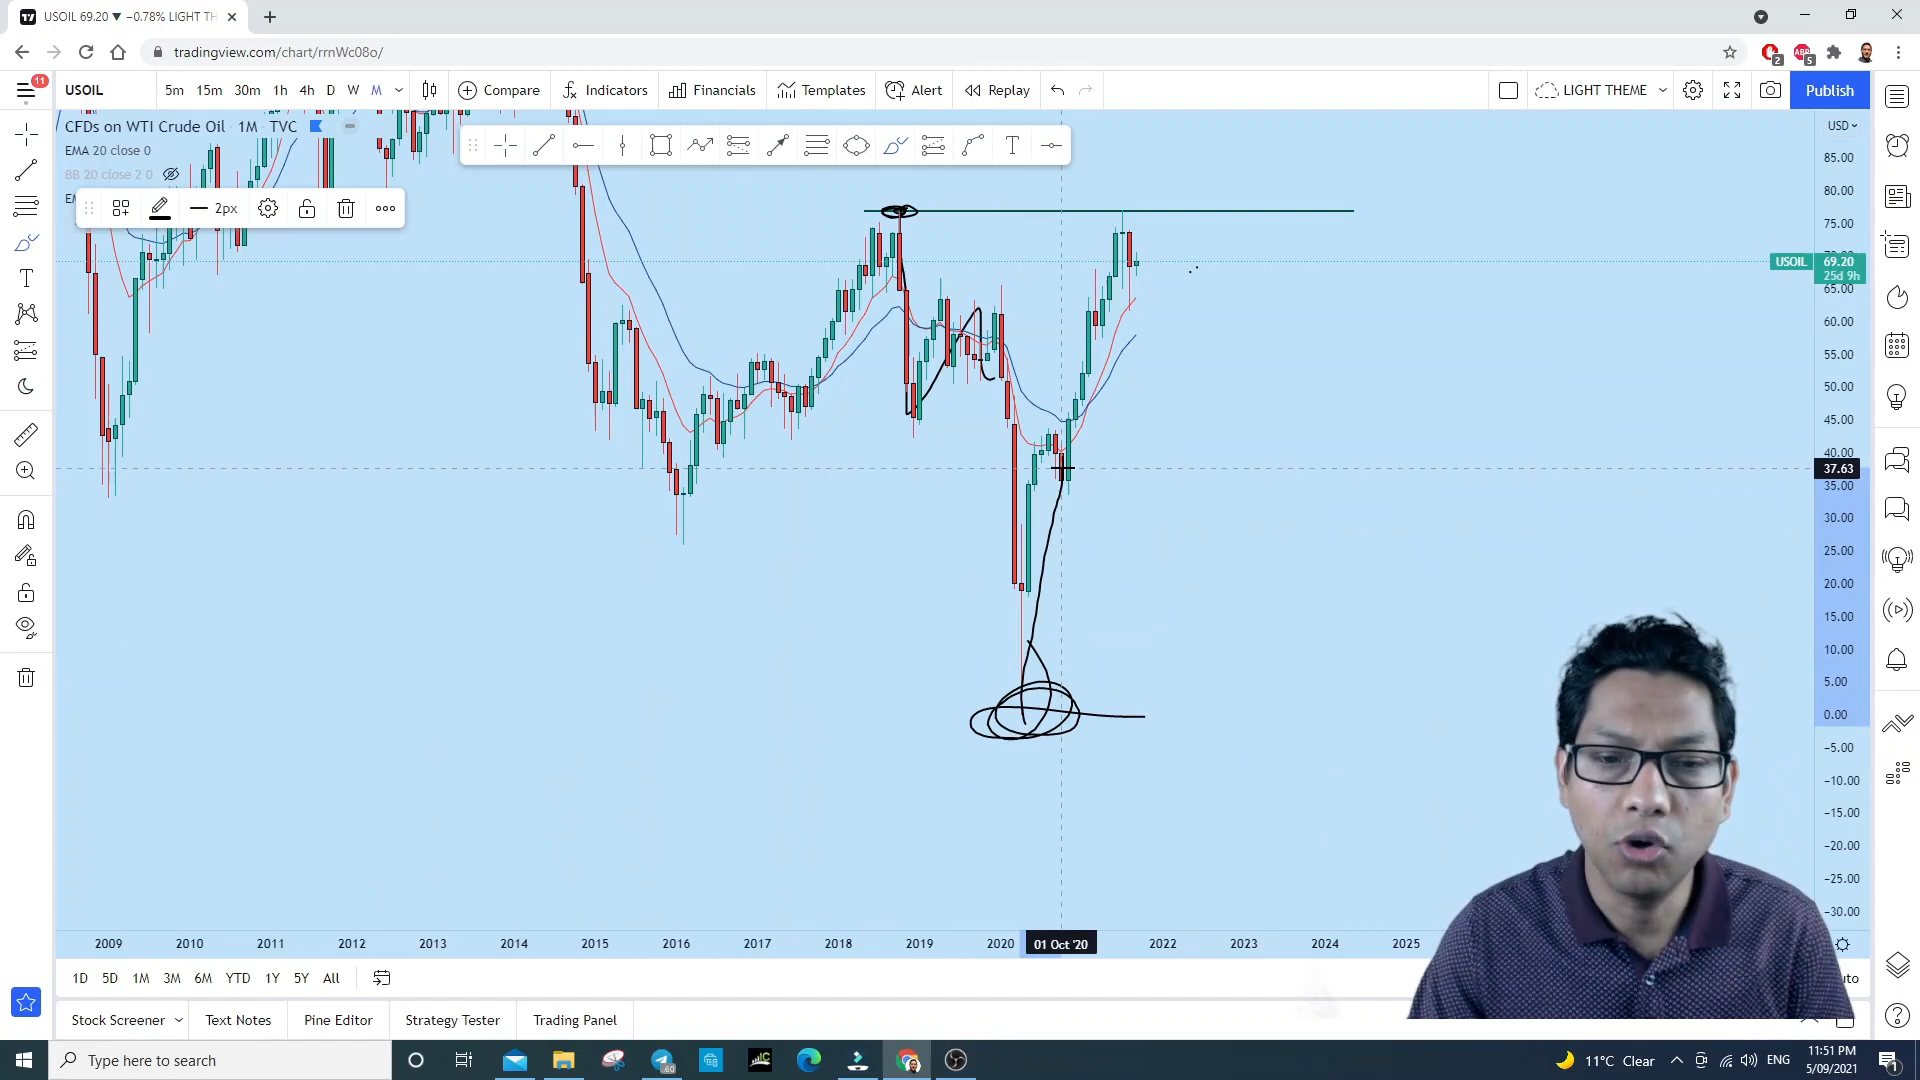 USOIL 69.20 ▼ −0.78% LIGHT TH
tradingview.com/chart/rrnWc08o/
2
5
11
USOIL
5m 15m 30m 1h 4h D W M
Compare
Indicators
Financials
Templates
Alert
Replay
LIGHT THEME
Publish
CFDs on WTI Crude Oil · 1M · TVC
EMA 20 close 0
BB 20 close 2 0
2px
USD
85.00
80.00
75.00
USOIL 69.20
25d 9h
65.00
60.00
55.00
50.00
45.00
40.00
37.63
35.00
30.00
25.00
20.00
15.00
10.00
5.00
0.00
−5.00
−10.00
−15.00
−20.00
−25.00
−30.00
2009 2010 2011 2012 2013 2014 2015 2016 2017 2018 2019 2020 01 Oct '20 2022 2023 2024 2025
1D 5D 1M 3M 6M YTD 1Y 5Y All
Stock Screener Text Notes Pine Editor Strategy Tester Trading Panel
Type here to search
.60
IC
11°C Clear
ENG
11:51 PM
5/09/2021
1